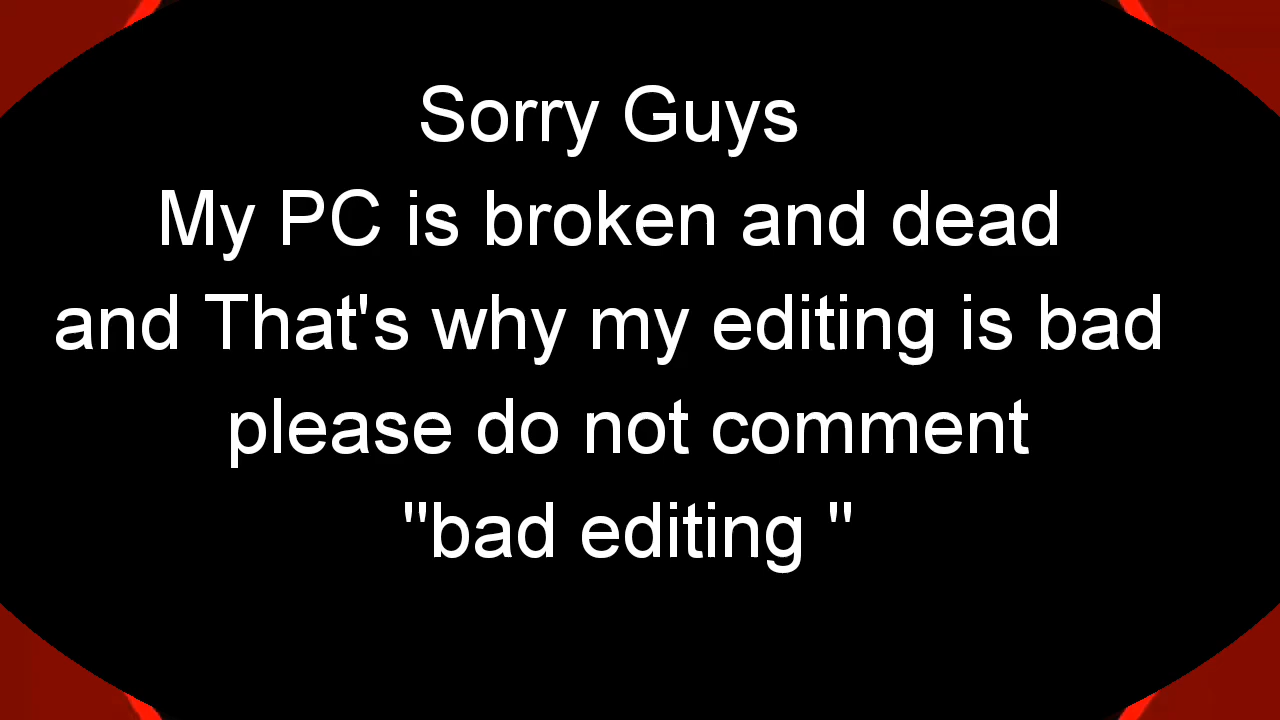 Sorry Guys
My PC is broken and dead
and That's why my editing is bad
please do not comment
"bad editing "